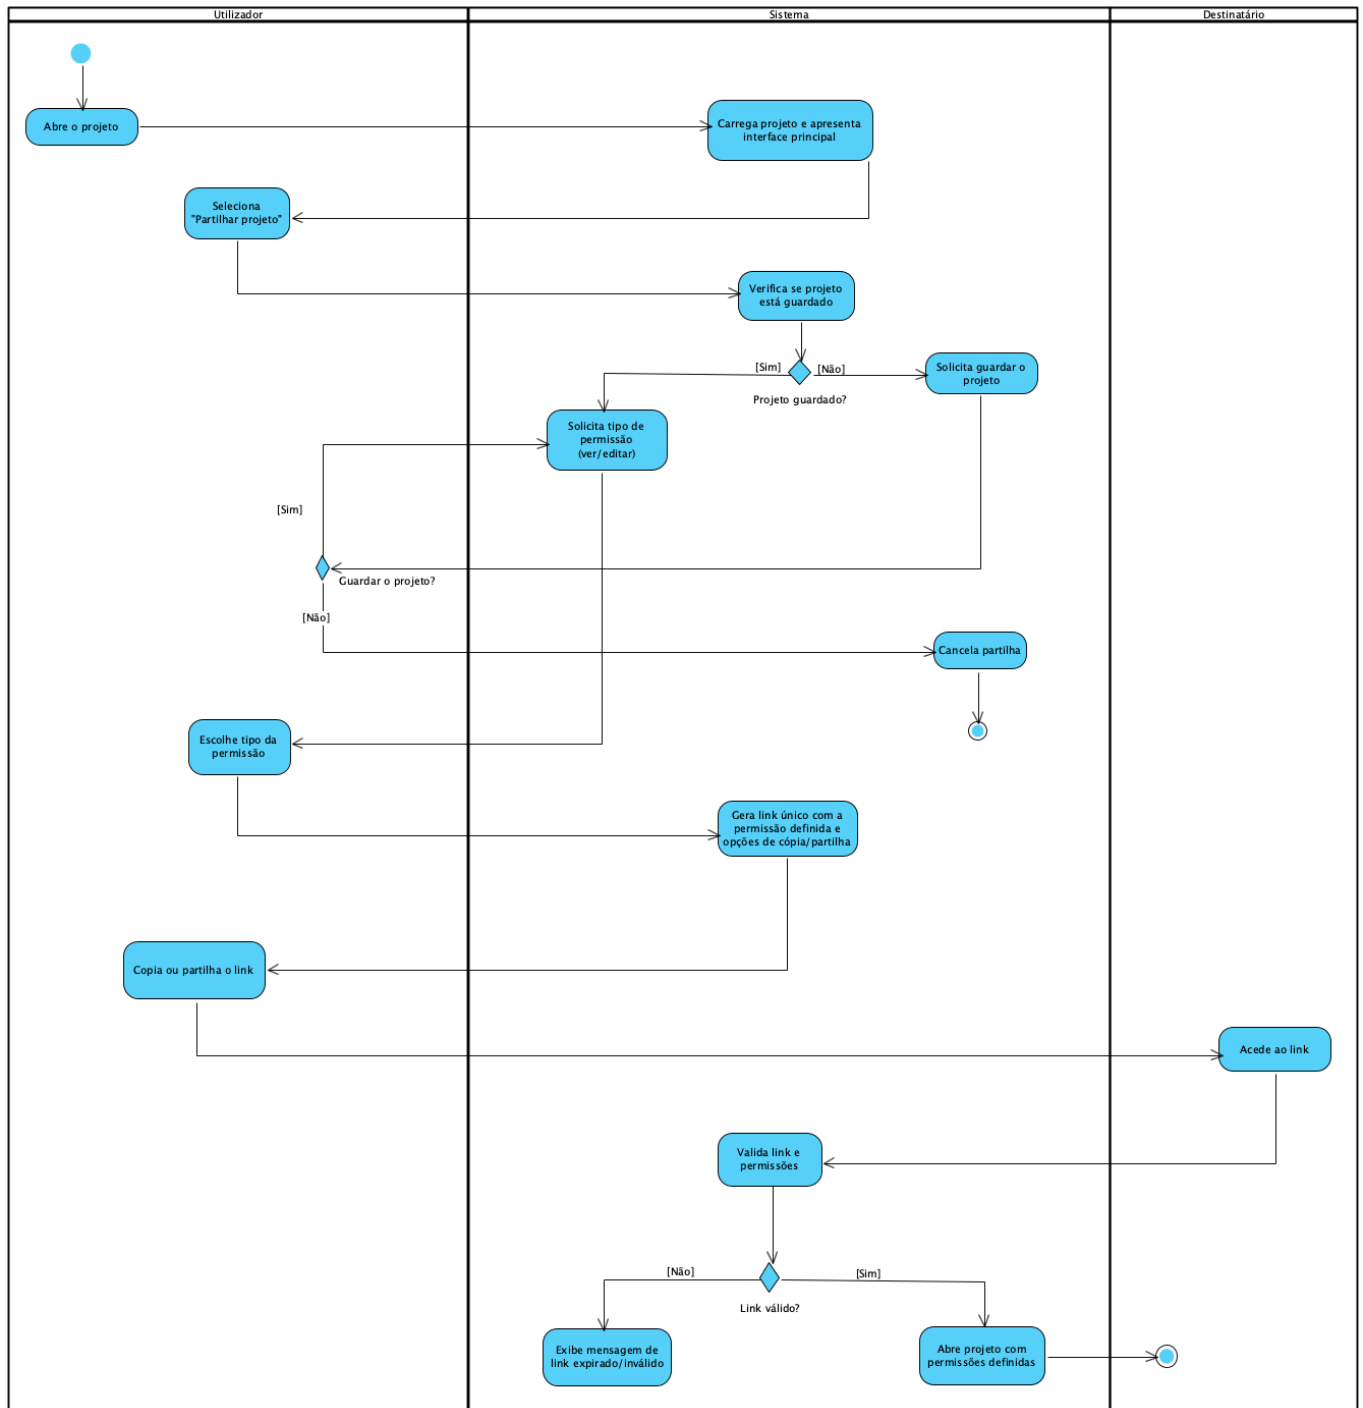 Utilizador
Sistema
Destinatário
Abre o projeto
Carrega projeto e apresenta
interface principal
Seleciona
"Partilhar projeto"
Verifica se projeto
está guardado
[Sim]
[Não]
Projeto guardado?
Solicita guardar o
projeto
Solicita tipo de
permissão
(ver/editar)
[Sim]
Guardar o projeto?
[Não]
Cancela partilha
Escolhe tipo da
permissão
Gera link único com a
permissão definida e
opções de cópia/partilha
Copia ou partilha o link
Acede ao link
Valida link e
permissões
[Não]
[Sim]
Link válido?
Exibe mensagem de
link expirado/inválido
Abre projeto com
permissões definidas